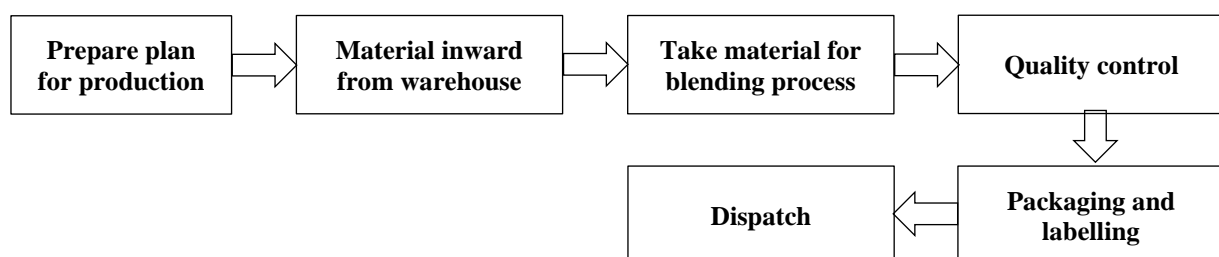 Prepare plan
for production
Material inward
from warehouse
Take material for
blending process
Quality control
Packaging and
labelling
Dispatch